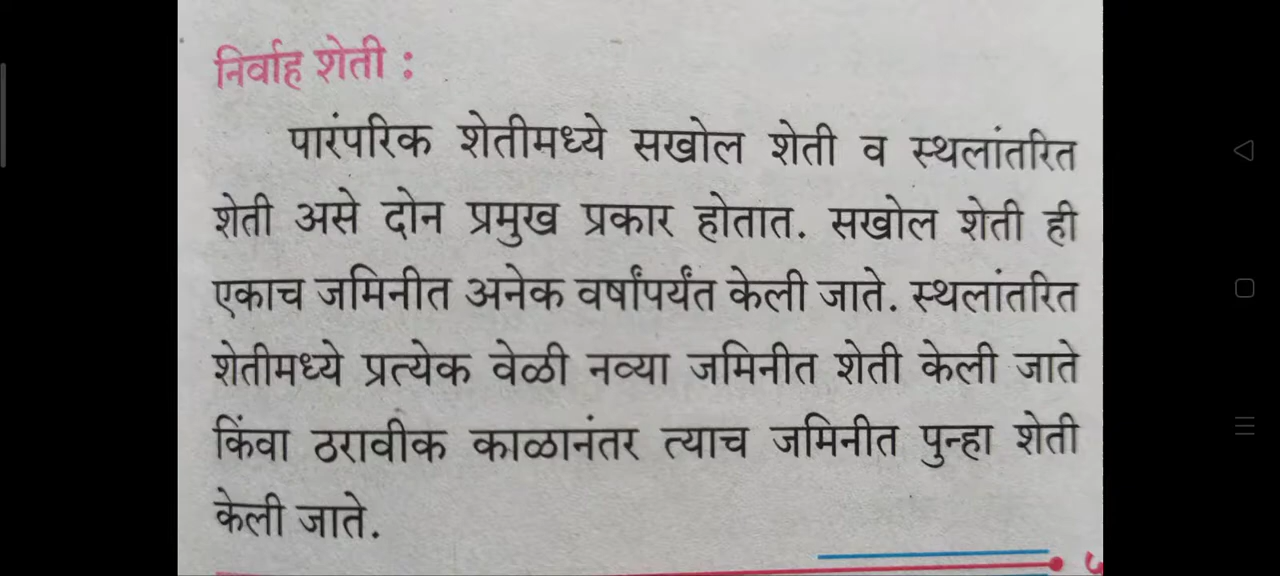 निर्वाह शेती :
पारंपरिक शेतीमध्ये सखोल शेती व स्थलांतरित
शेती असे दोन प्रमुख प्रकार होतात. सखोल शेती ही
एकाच जमिनीत अनेक वर्षांपर्यंत केली जाते. स्थलांतरित
शेतीमध्ये प्रत्येक वेळी नव्या जमिनीत शेती केली जाते
किंवा ठरावीक काळानंतर त्याच जमिनीत पुन्हा शेती
केली जाते.